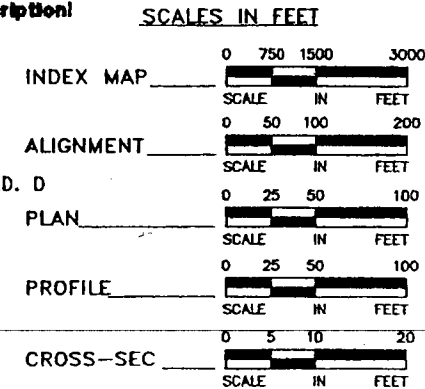 ription!
SCALES IN FEET
0 750 1500 3000
INDEX MAP
SCALE IN FEET
0 50 100 200
ALIGNMENT
SCALE IN FEET
D. D
0 25 50 100
PLAN
SCALE IN FEET
0 25 50 100
PROFILE
SCALE IN FEET
0 5 10 20
CROSS-SEC
SCALE IN FEET